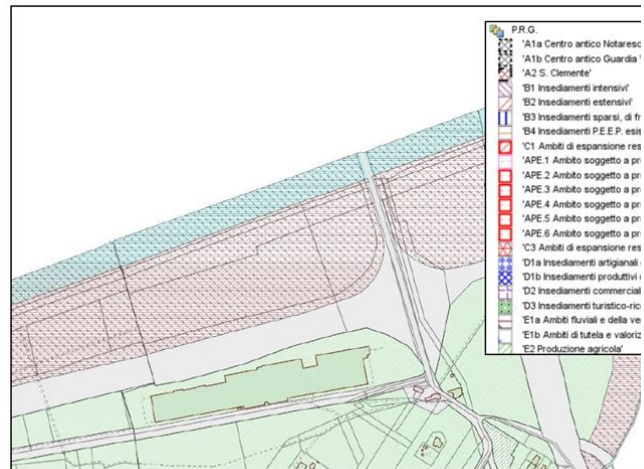 P.R.G.
'A1a Centro antico Notaresco
'A1b Centro antico Guardia
'A2 S. Clemente'
'B1 Insediamenti intensivi'
'B2 Insediamenti estensivi'
'B3 Insediamenti sparsi, di fr
'B4 Insediamenti P.E.E.P. esis
'C1 Ambiti di espansione res
'APE.1 Ambito soggetto a pr
'APE.2 Ambito soggetto a pr
'APE.3 Ambito soggetto a pr
'APE.4 Ambito soggetto a pr
'APE.5 Ambito soggetto a pr
'APE.6 Ambito soggetto a pr
'C3 Ambiti di espansione res
'D1a Insediamenti artigianali
'D1b Insediamenti produttivi
'D2 Insediamenti commerciali
'D3 Insediamenti turistico-ric
'E1a Ambiti fluviali e della ve
'E1b Ambiti di tutela e valoriz
'E2 Produzione agricola'